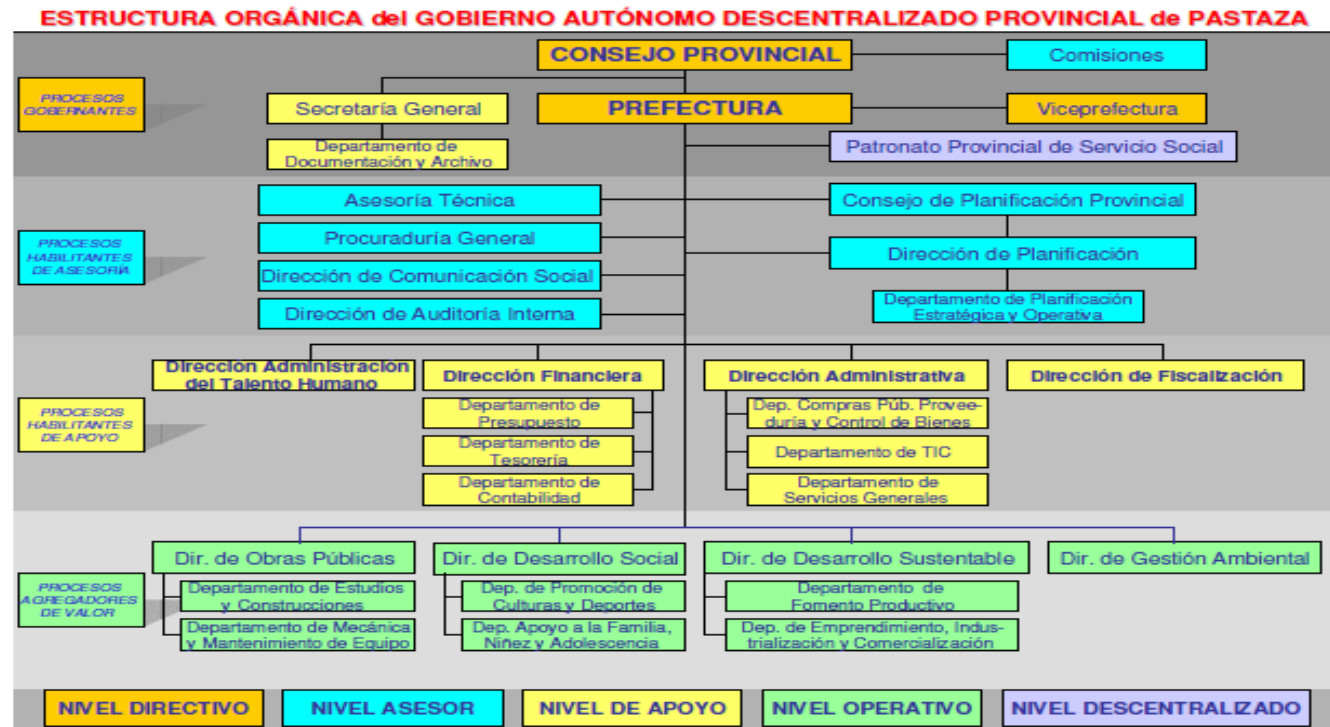 ESTRUCTURA ORGÁNICA del GOBIERNO AUTÓNOMO DESCENTRALIZADO PROVINCIAL de PASTAZA
CONSEJO PROVINCIAL
Comisiones
PROCESOS
GOBERNANTES
Secretaría General
PREFECTURA
Viceprefectura
Departamento de
Documentación y Archivo
Patronato Provincial de Servicio Social
PROCESOS
HABILITANTES
DE ASESORÍA
Asesoría Técnica
Consejo de Planificación Provincial
Procuraduría General
Dirección de Planificación
Dirección de Comunicación Social
Dirección de Auditoría Interna
Departamento de Planificación
Estratégica y Operativa
PROCESOS
HABILITANTES
DE APOYO
Dirección Administración
del Talento Humano
Dirección Financiera
Dirección Administrativa
Dirección de Fiscalización
Departamento de
Presupuesto
Dep. Compras Púb. Provee-
duría y Control de Bienes
Departamento de
Tesorería
Departamento de TIC
Departamento de
Contabilidad
Departamento de
Servicios Generales
PROCESOS
AGREGADORES
DE VALOR
Dir. de Obras Públicas
Dir. de Desarrollo Social
Dir. de Desarrollo Sustentable
Dir. de Gestión Ambiental
Departamento de Estudios
y Construcciones
Dep. de Promoción de
Culturas y Deportes
Departamento de
Fomento Productivo
Departamento de Mecánica
y Mantenimiento de Equipo
Dep. Apoyo a la Familia,
Niñez y Adolescencia
Dep. de Emprendimiento, Indus-
trialización y Comercialización
NIVEL DIRECTIVO
NIVEL ASESOR
NIVEL DE APOYO
NIVEL OPERATIVO
NIVEL DESCENTRALIZADO